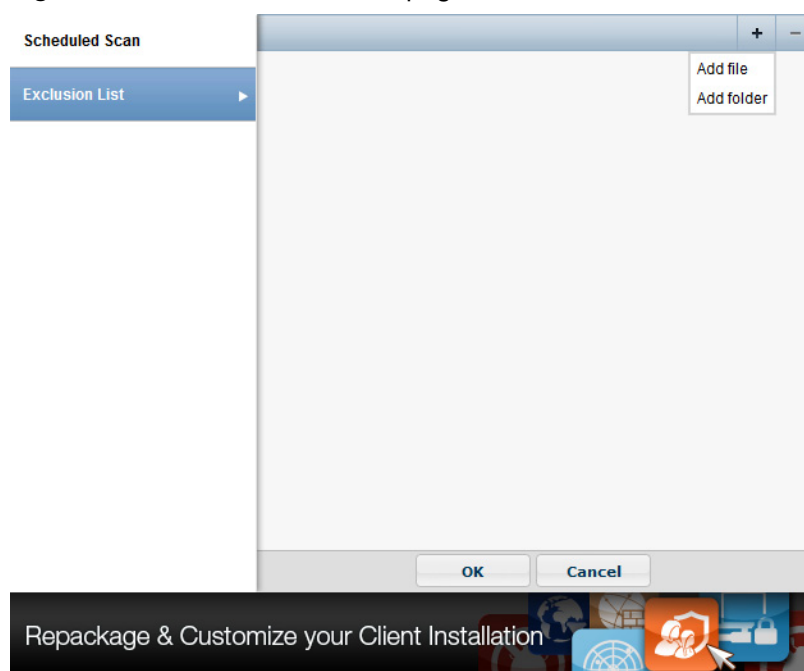 Scheduled Scan
+ −
Add file
Exclusion List
Add folder
OK Cancel
Repackage & Customize your Client Installation